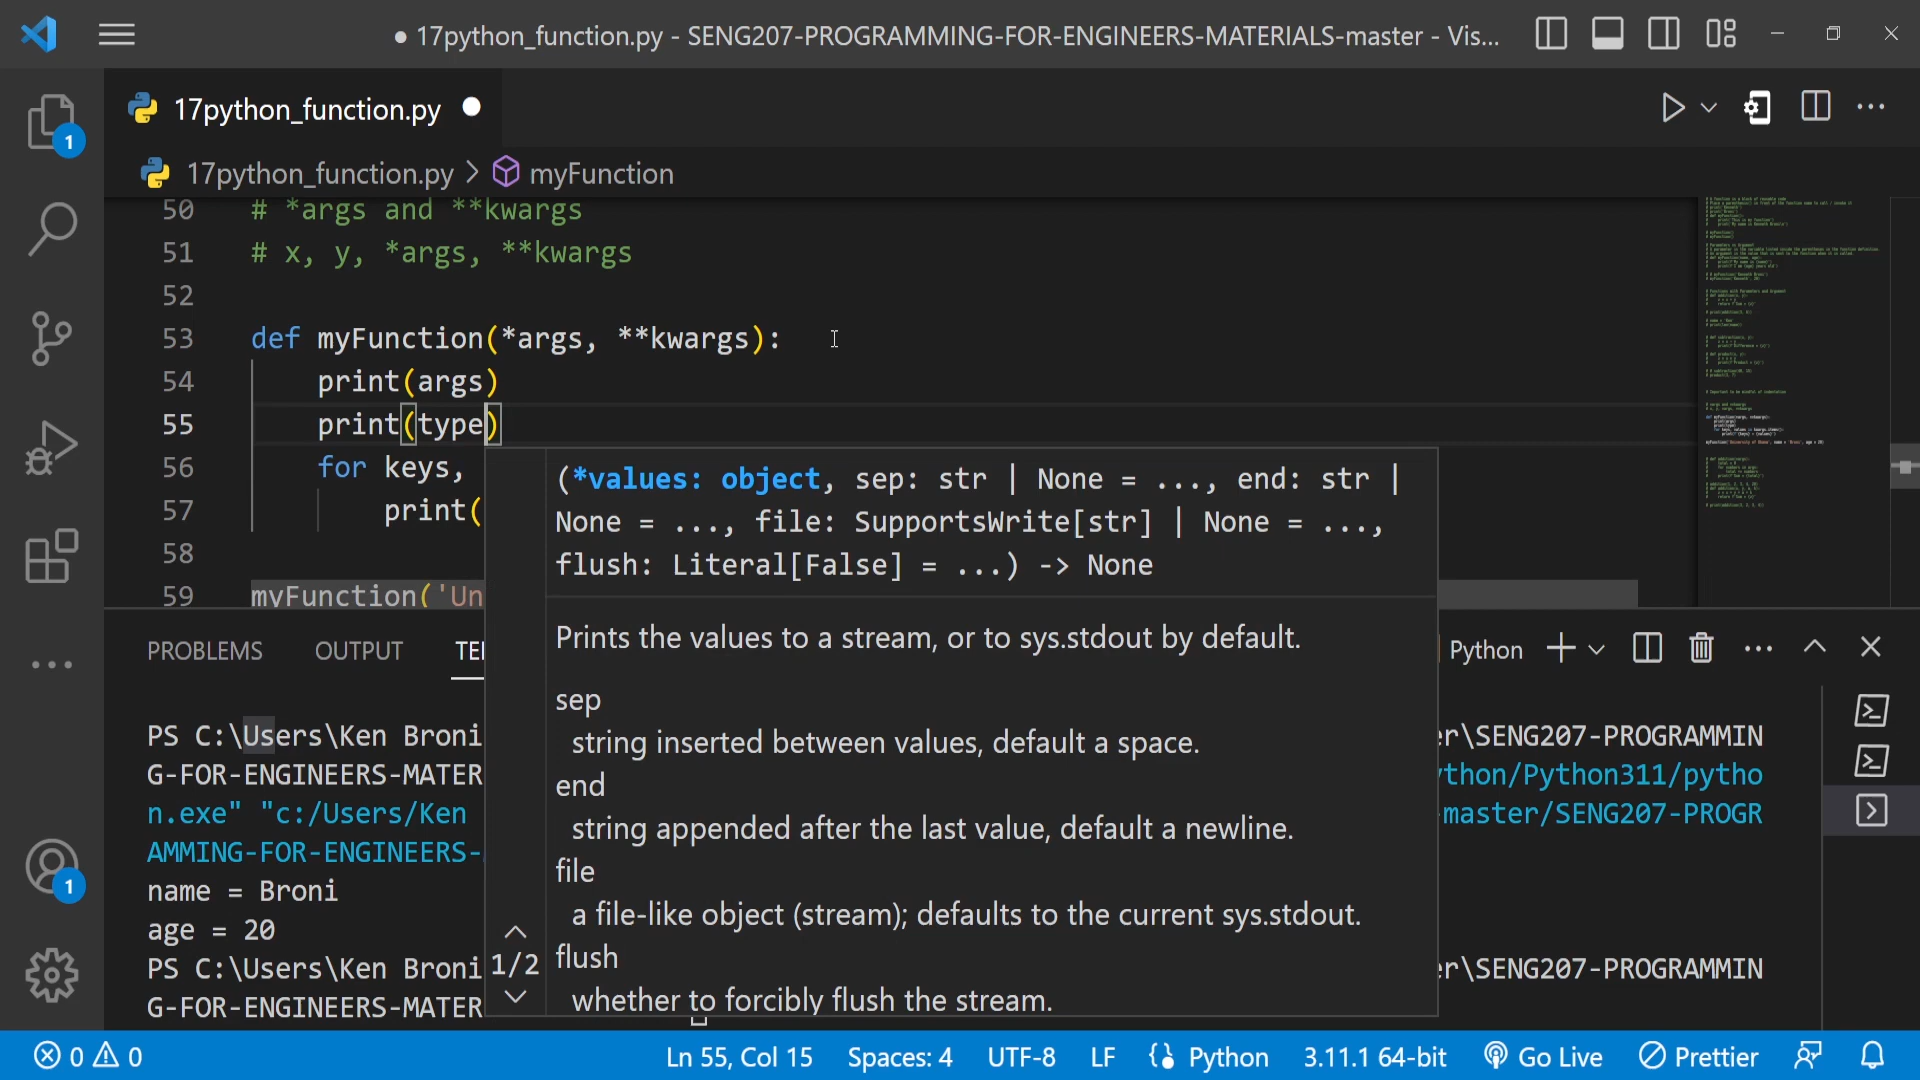 ● 17python_function.py - SENG207-PROGRAMMING-FOR-ENGINEERS-MATERIALS-master - Vis...
17python_function.py
1
17python_function.py > myFunction
50 # *args and **kwargs
51 # x, y, *args, **kwargs
52
53 def myFunction(*args, **kwargs):
54 print(args)
55 print(type)
56 for keys,
57 print(
58
59 myFunction('Un
(*values: object, sep: str | None = ..., end: str |
None = ..., file: SupportsWrite[str] | None = ...,
flush: Literal[False] = ...) -> None
Prints the values to a stream, or to sys.stdout by default.
sep
string inserted between values, default a space.
end
string appended after the last value, default a newline.
file
a file-like object (stream); defaults to the current sys.stdout.
flush
whether to forcibly flush the stream.
1/2
PROBLEMS OUTPUT TE
Python
PS C:\Users\Ken Broni
er\SENG207-PROGRAMMIN
G-FOR-ENGINEERS-MATER
ython/Python311/pytho
n.exe" "c:/Users/Ken
-master/SENG207-PROGR
AMMING-FOR-ENGINEERS-
name = Broni
age = 20
PS C:\Users\Ken Broni
er\SENG207-PROGRAMMIN
G-FOR-ENGINEERS-MATER
1
0 0 Ln 55, Col 15 Spaces: 4 UTF-8 LF Python 3.11.1 64-bit Go Live Prettier